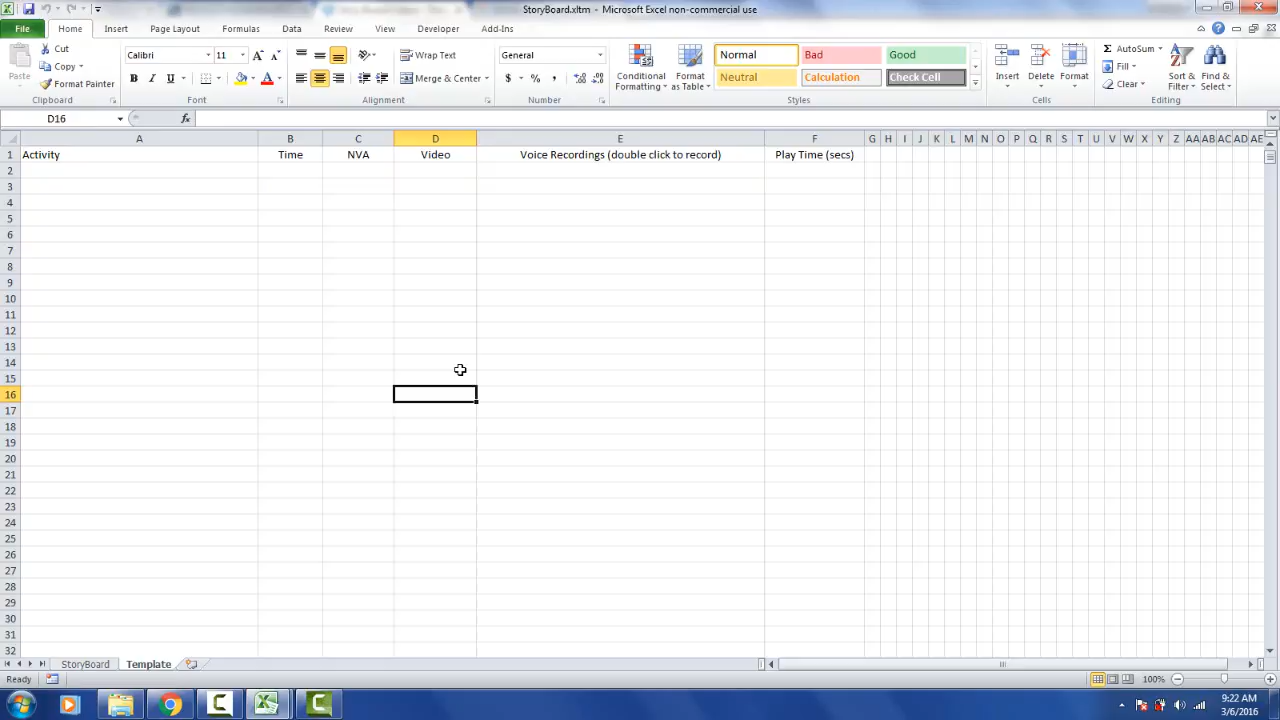 StoryBoard.xltm - Microsoft Excel non-commercial use
File Home Insert Page Layout Formulas Data Review View Developer Add-Ins
Paste Cut Copy Format Painter Clipboard
Calibri 11 A A B I U A Font
Wrap Text Merge & Center Alignment
General $ % , Number
Conditional Formatting Format as Table Normal Bad Good Neutral Calculation Check Cell Styles
Insert Delete Format Cells
AutoSum Fill Clear Sort & Filter Find & Select Editing
D16 fx
A B C D E F G H I J K L M N O P Q R S T U V W X Y Z AA AB AC AD AE
1 Activity Time NVA Video Voice Recordings (double click to record) Play Time (secs)
2
3
4
5
6
7
8
9
10
11
12
13
14
15
16
17
18
19
20
21
22
23
24
25
26
27
28
29
30
31
32
StoryBoard Template
Ready 100%
9:22 AM
3/6/2016